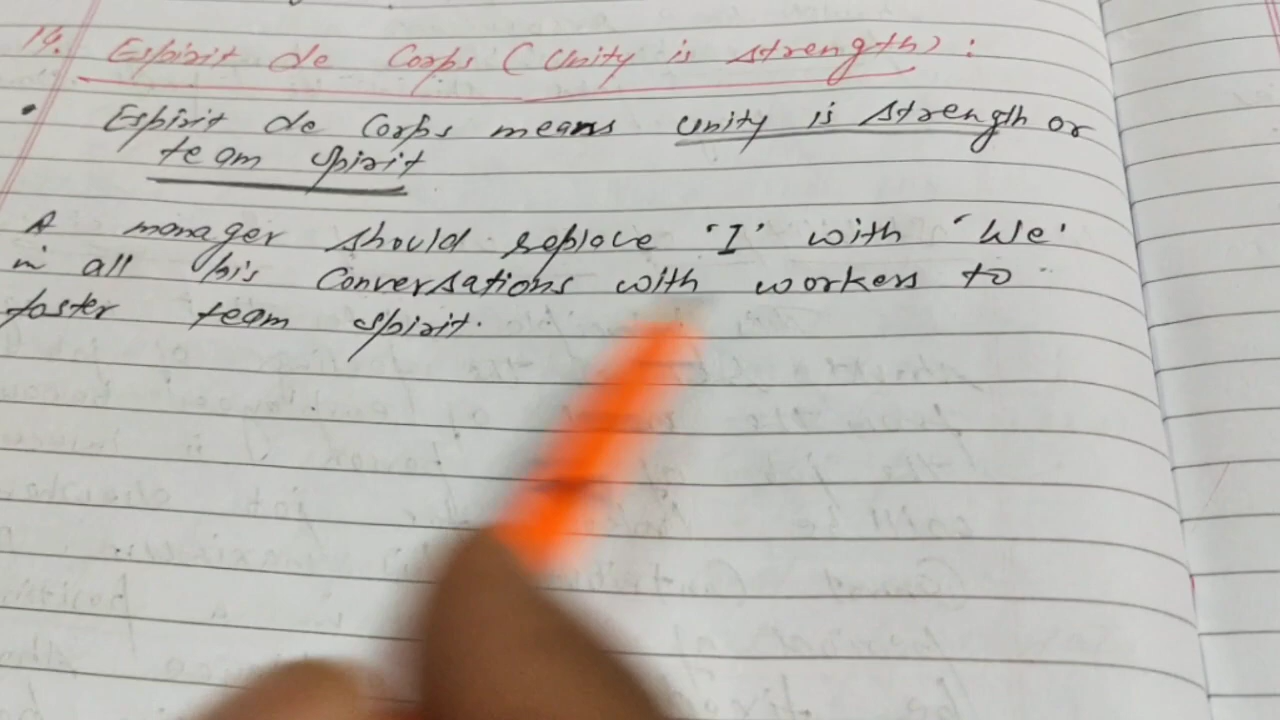 14. Espirit de Corps (Unity is strength):
• Espirit de Corps means unity is strength or
team spirit
A manager should replace 'I' with 'We'
in all his Conversations with workers to
foster team spirit.